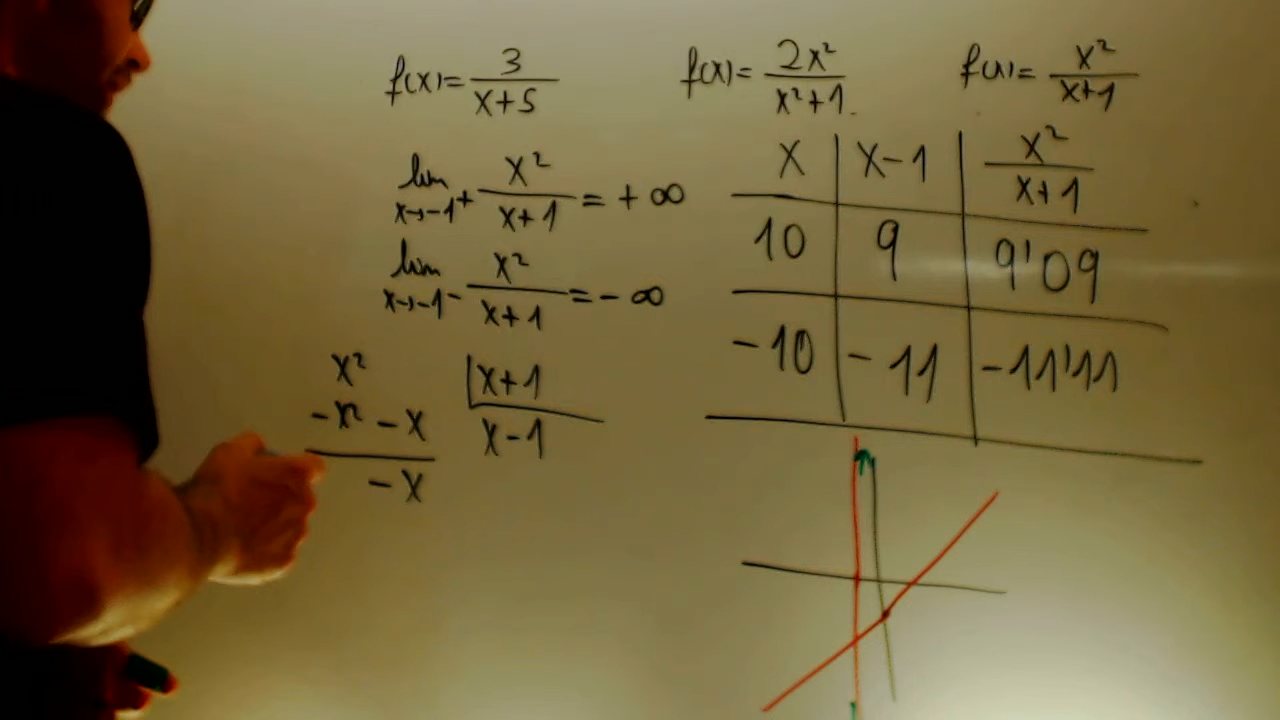 f(x)= 3/(x+5)
f(x)= 2x²/(x²+1)
f(x)= x²/(x+1)
lim x→-1⁺ x²/(x+1) = +∞
lim x→-1⁻ x²/(x+1) = -∞
x² | x+1
-x² - x | x-1
-x
x | x-1 | x²/(x+1)
10 | 9 | 9'09
-10 | -11 | -11'11